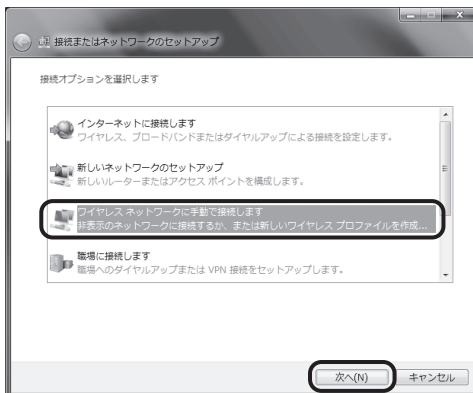 接続またはネットワークのセットアップ
接続オプションを選択します
インターネットに接続します
ワイヤレス、ブロードバンドまたはダイヤルアップによる接続を設定します。
新しいネットワークのセットアップ
新しいルーターまたはアクセス ポイントを構成します。
ワイヤレス ネットワークに手動で接続します
非表示のネットワークに接続するか、または新しいワイヤレス プロファイルを作成...
職場に接続します
職場へのダイヤルアップまたは VPN 接続をセットアップします。
次へ(N)
キャンセル